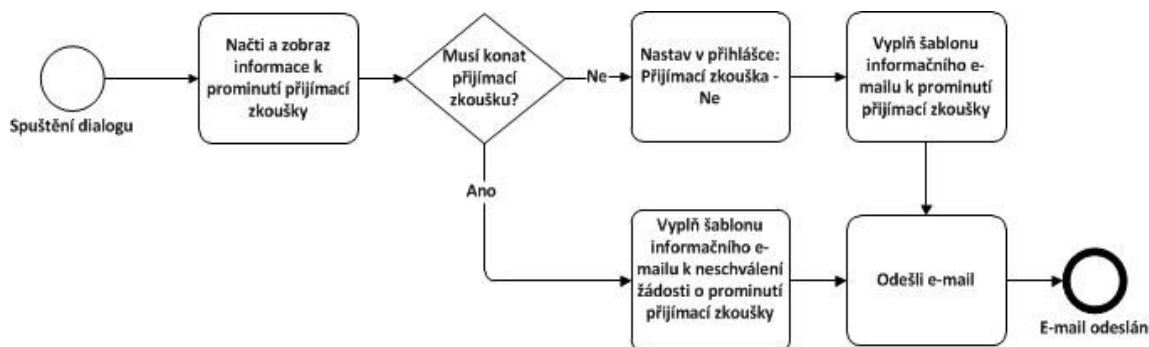 Spuštění dialogu
Načti a zobraz
informace k
prominutí přijímací
zkoušky
Musí konat
přijímací
zkoušku?
Ne
Nastav v přihlášce:
Přijímací zkouška -
Ne
Vyplň šablonu
informačního e-
mailu k prominutí
přijímací zkoušky
Ano
Vyplň šablonu
informačního e-
mailu k neschválení
žádosti o prominutí
přijímací zkoušky
Odešli e-mail
E-mail odeslán